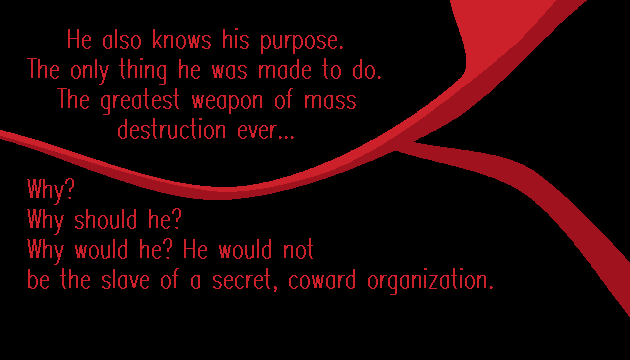 He also knows his purpose.
The only thing he was made to do.
The greatest weapon of mass
destruction ever...
Why?
Why should he?
Why would he? He would not
be the slave of a secret, coward organization.